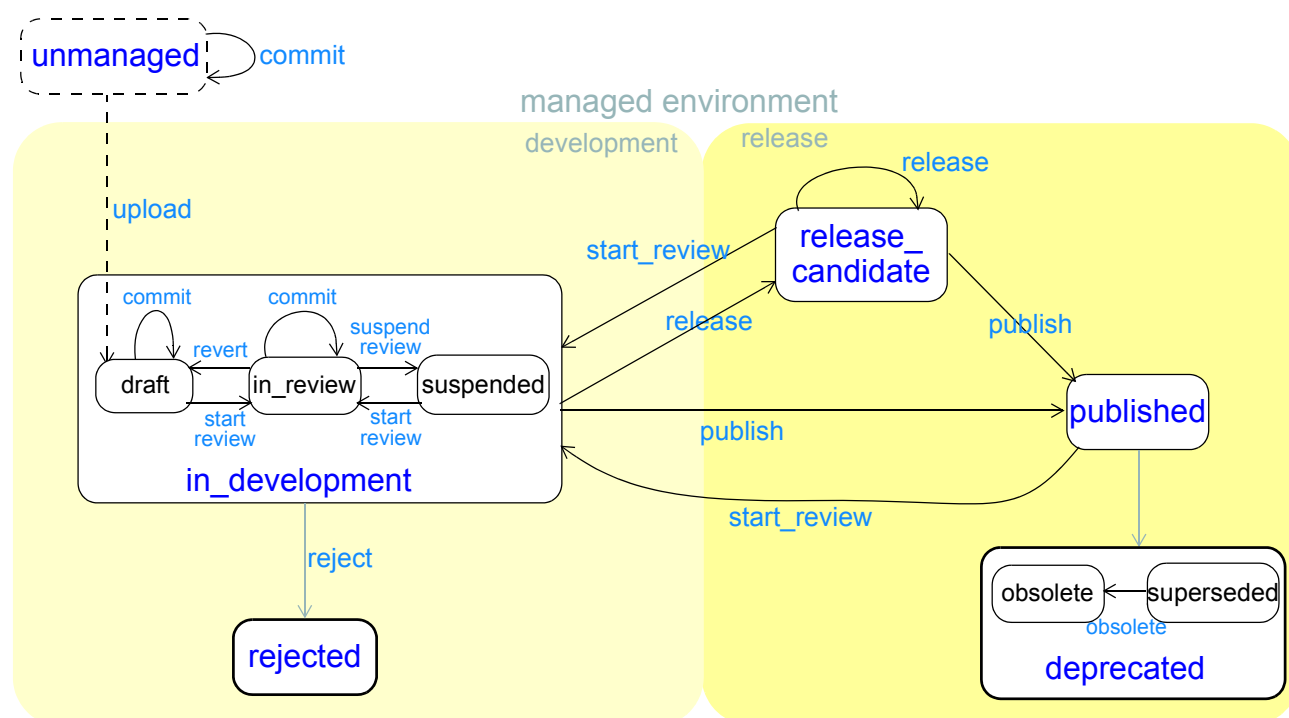 unmanaged
commit
managed environment
development
release
upload
release
release_
candidate
start_review
release
publish
commit
commit
suspend
review
revert
draft
in_review
suspended
start
review
start
review
in_development
publish
published
start_review
reject
rejected
obsolete
superseded
obsolete
deprecated